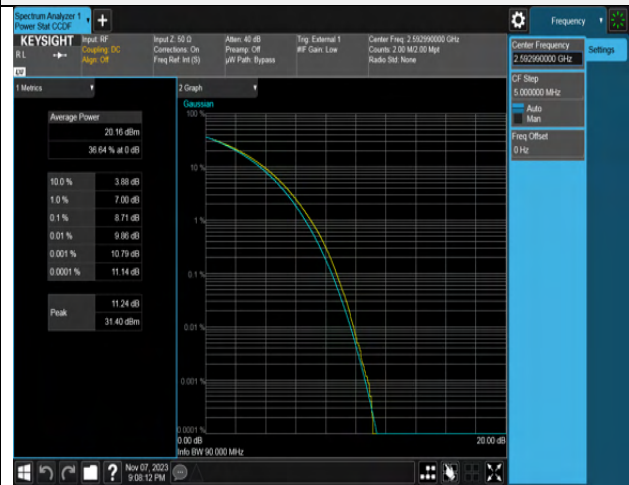 Spectrum Analyzer 1
Power Stat CCDF
Frequency
KEYSIGHT
RL
Input: RF
Coupling: DC
Align: Off
Input Z: 50 Ω
Corrections: On
Freq Ref: Int (S)
Atten: 40 dB
Preamp: Off
µW Path: Bypass
Trig: External 1
#IF Gain: Low
Center Freq: 2.592990000 GHz
Counts: 2.00 M/2.00 Mpt
Radio Std: None
Center Frequency
2.592990000 GHz
Settings
CF Step
5.000000 MHz
Auto
Man
Freq Offset
0 Hz
1 Metrics
Average Power
20.16 dBm
36.64 % at 0 dB
10.0 % 3.88 dB
1.0 % 7.00 dB
0.1 % 8.71 dB
0.01 % 9.86 dB
0.001 % 10.79 dB
0.0001 % 11.14 dB
Peak
11.24 dB
31.40 dBm
2 Graph
Gaussian
100 %
10 %
1 %
0.1 %
0.01 %
0.001 %
0.0001 %
0.00 dB
20.00 dB
Info BW 90.000 MHz
Nov 07, 2023
9:08:12 PM